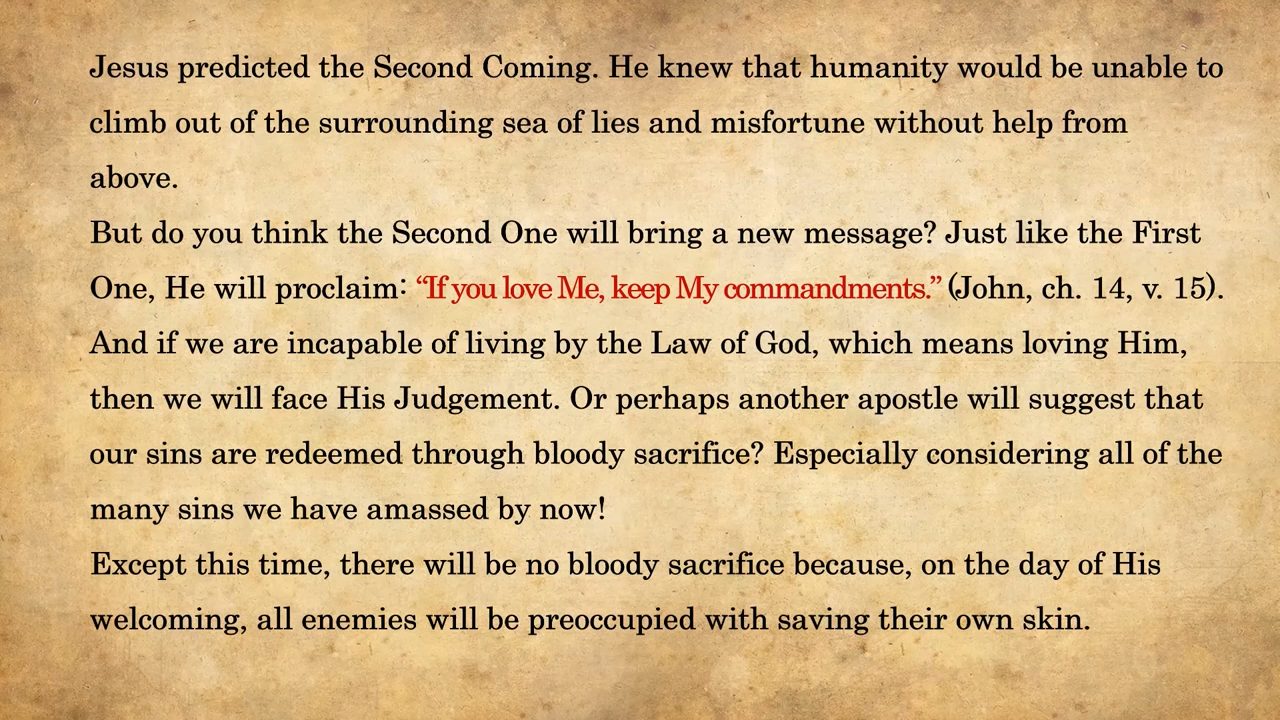 Jesus predicted the Second Coming. He knew that humanity would be unable to
climb out of the surrounding sea of lies and misfortune without help from
above.
But do you think the Second One will bring a new message? Just like the First
One, He will proclaim: “If you love Me, keep My commandments.” (John, ch. 14, v. 15).
And if we are incapable of living by the Law of God, which means loving Him,
then we will face His Judgement. Or perhaps another apostle will suggest that
our sins are redeemed through bloody sacrifice? Especially considering all of the
many sins we have amassed by now!
Except this time, there will be no bloody sacrifice because, on the day of His
welcoming, all enemies will be preoccupied with saving their own skin.